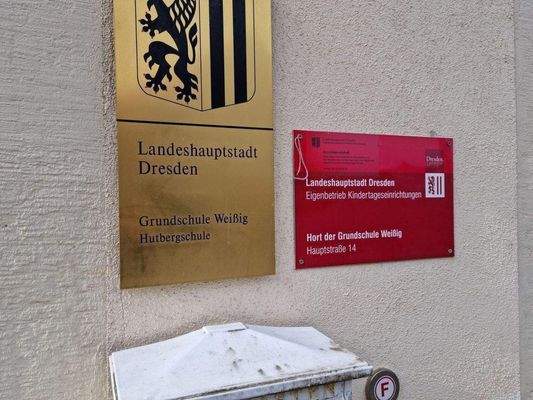 Landeshauptstadt
Dresden
Grundschule Weißig
Hutbergschule
Dresden.
Landeshauptstadt Dresden
Eigenbetrieb Kindertageseinrichtungen
Hort der Grundschule Weißig
Hauptstraße 14
F